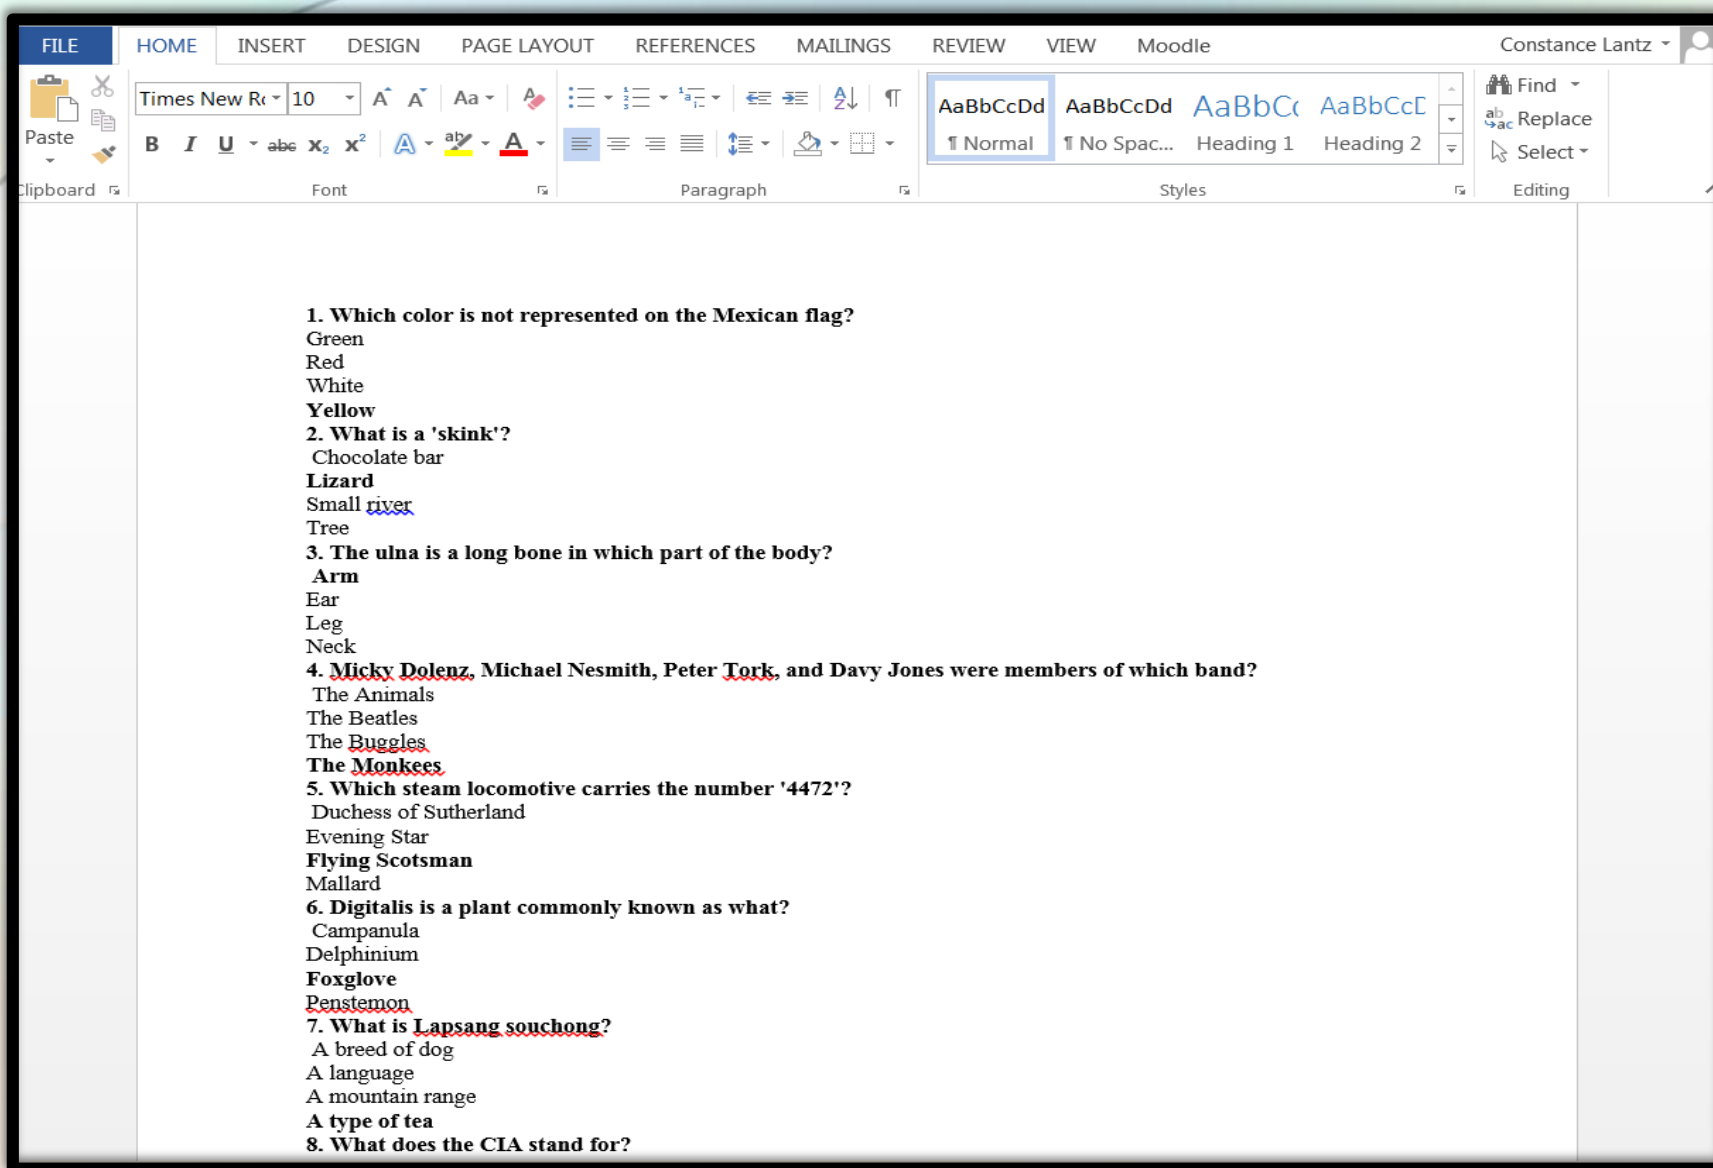 FILE HOME INSERT DESIGN PAGE LAYOUT REFERENCES MAILINGS REVIEW VIEW Moodle Constance Lantz
Times New Ro 10 Aa AaBbCcDd AaBbCcDd AaBbCc AaBbCcD Find
Paste Replace
B I U abc x₂ x² A aby A ¶ Normal ¶ No Spac... Heading 1 Heading 2 Select
Clipboard Font Paragraph Styles Editing
1. Which color is not represented on the Mexican flag?
Green
Red
White
Yellow
2. What is a 'skink'?
Chocolate bar
Lizard
Small river
Tree
3. The ulna is a long bone in which part of the body?
Arm
Ear
Leg
Neck
4. Micky Dolenz, Michael Nesmith, Peter Tork, and Davy Jones were members of which band?
The Animals
The Beatles
The Buggles
The Monkees
5. Which steam locomotive carries the number '4472'?
Duchess of Sutherland
Evening Star
Flying Scotsman
Mallard
6. Digitalis is a plant commonly known as what?
Campanula
Delphinium
Foxglove
Penstemon
7. What is Lapsang souchong?
A breed of dog
A language
A mountain range
A type of tea
8. What does the CIA stand for?